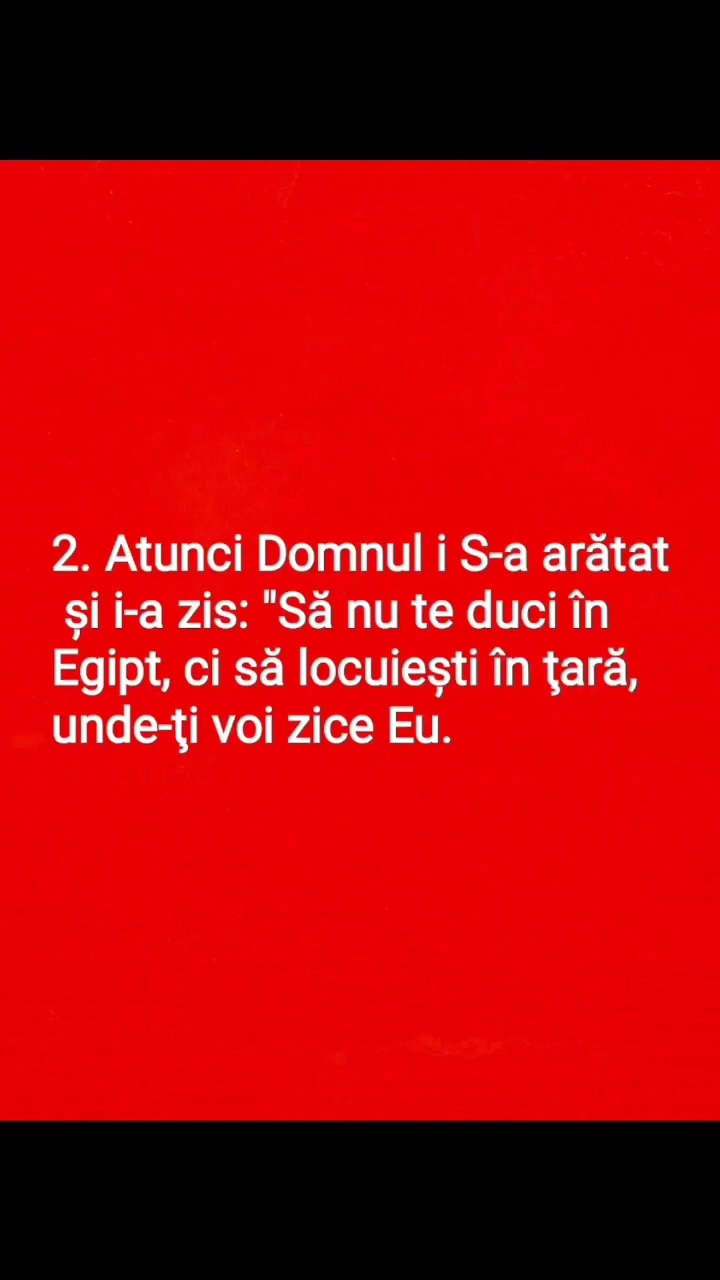 2. Atunci Domnul i S-a arătat
și i-a zis: "Să nu te duci în
Egipt, ci să locuiești în ţară,
unde-ţi voi zice Eu.